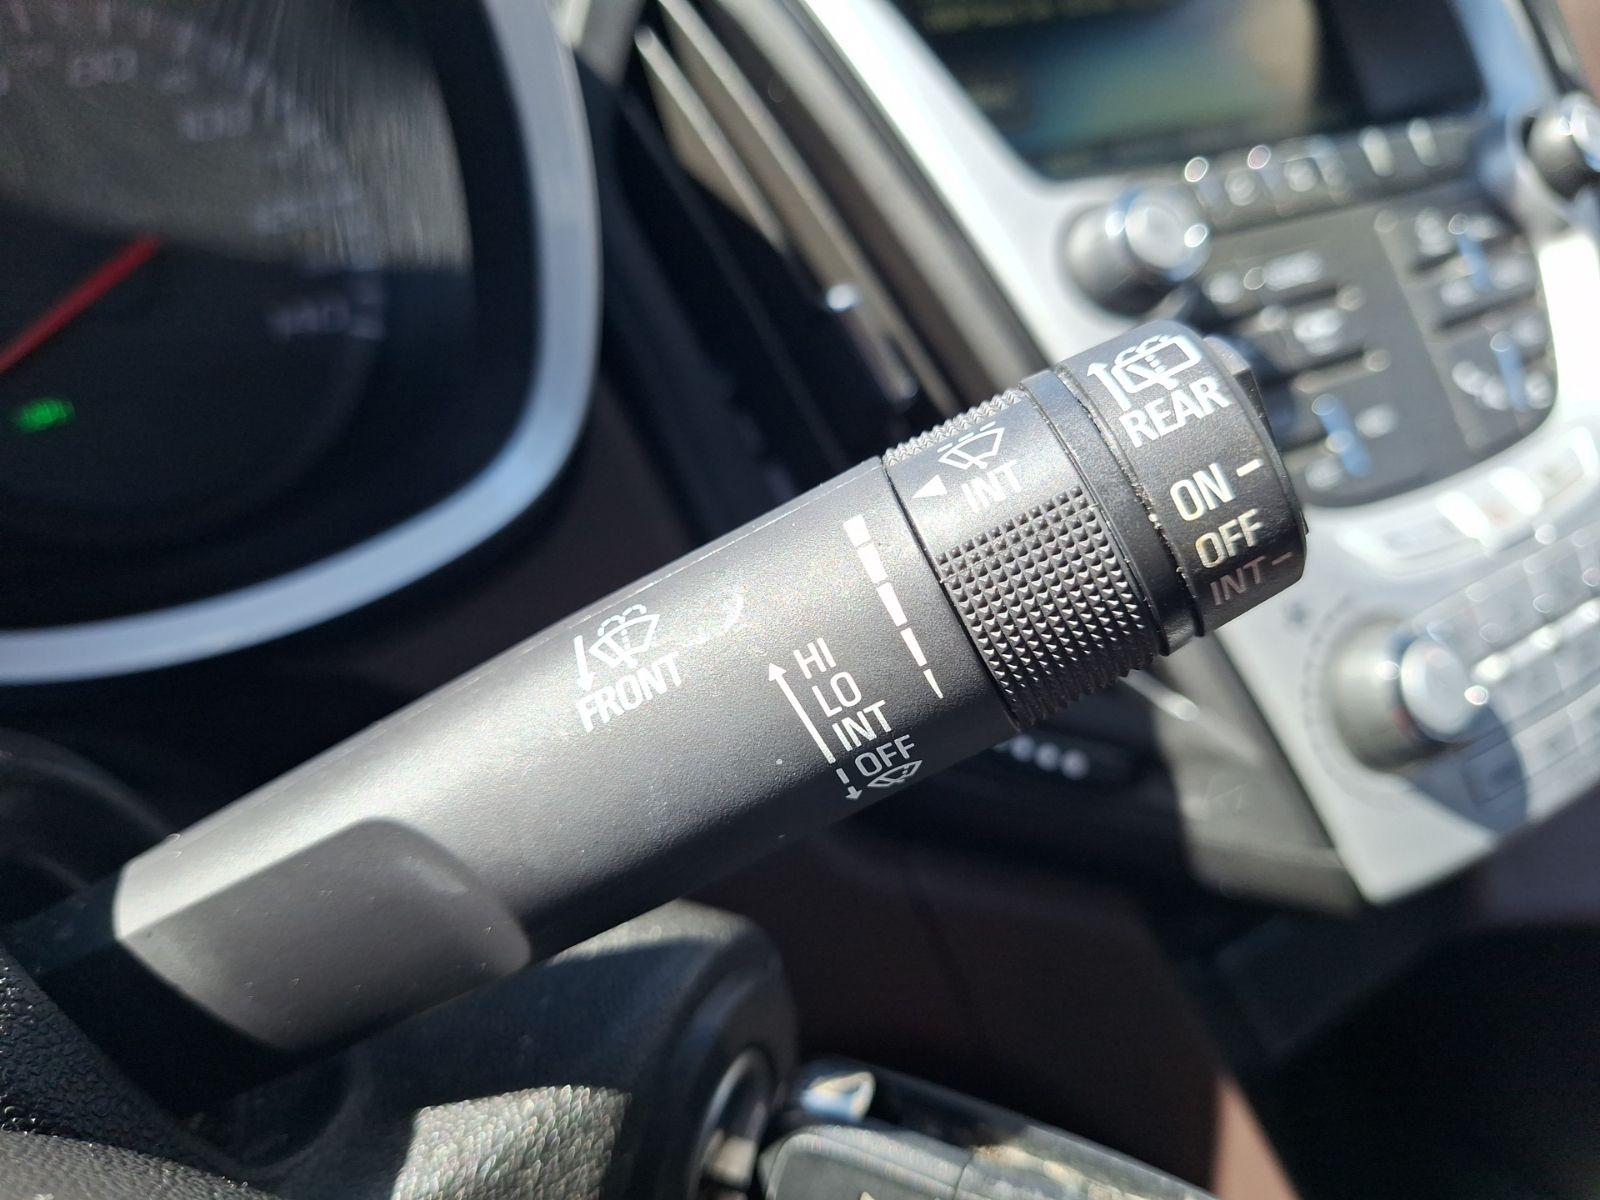 REAR
ON
OFF
INT
INT
FRONT
HI
LO
INT
OFF